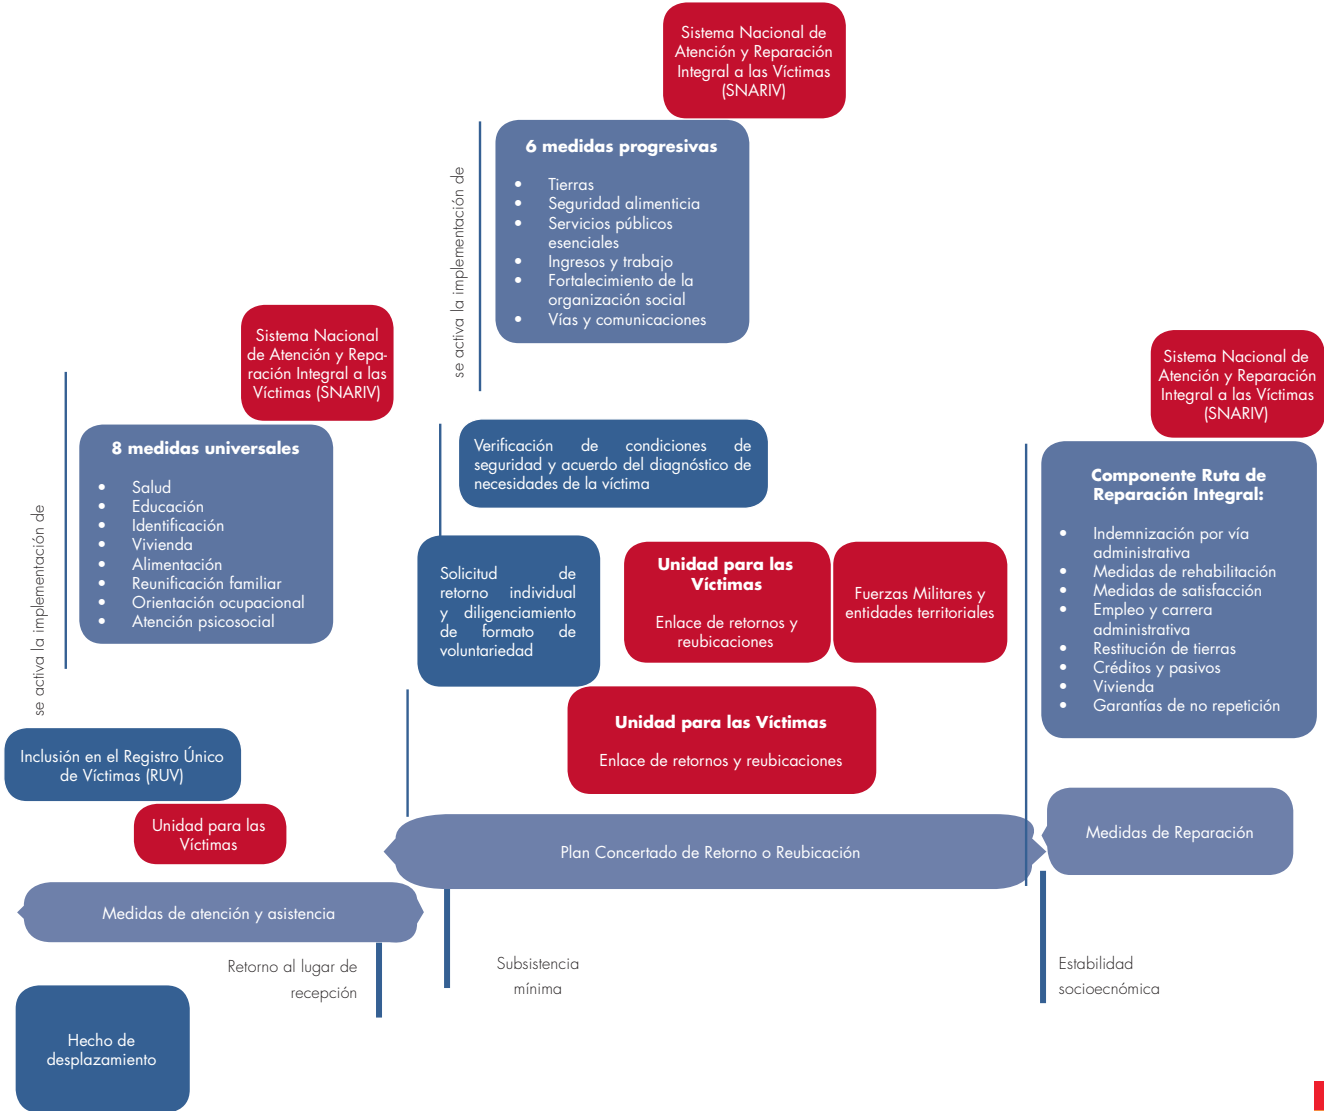 Sistema Nacional de
Atención y Reparación
Integral a las Víctimas
(SNARIV)
se activa la implementación de
6 medidas progresivas
• Tierras
• Seguridad alimenticia
• Servicios públicos
esenciales
• Ingresos y trabajo
• Fortalecimiento de la
organización social
• Vías y comunicaciones
Sistema Nacional
de Atención y Repa-
ración Integral a las
Víctimas (SNARIV)
se activa la implementación de
8 medidas universales
• Salud
• Educación
• Identificación
• Vivienda
• Alimentación
• Reunificación familiar
• Orientación ocupacional
• Atención psicosocial
Verificación de condiciones de
seguridad y acuerdo del diagnóstico de
necesidades de la víctima
Solicitud de
retorno individual
y diligenciamiento
de formato de
voluntariedad
Unidad para las
Víctimas
Enlace de retornos y
reubicaciones
Fuerzas Militares y
entidades territoriales
Unidad para las Víctimas
Enlace de retornos y reubicaciones
Sistema Nacional de
Atención y Reparación
Integral a las Víctimas
(SNARIV)
Componente Ruta de
Reparación Integral:
• Indemnización por vía
administrativa
• Medidas de rehabilitación
• Medidas de satisfacción
• Empleo y carrera
administrativa
• Restitución de tierras
• Créditos y pasivos
• Vivienda
• Garantías de no repetición
Inclusión en el Registro Único
de Víctimas (RUV)
Unidad para las
Víctimas
Plan Concertado de Retorno o Reubicación
Medidas de Reparación
Medidas de atención y asistencia
Retorno al lugar de
recepción
Subsistencia
mínima
Estabilidad
socioecnómica
Hecho de
desplazamiento